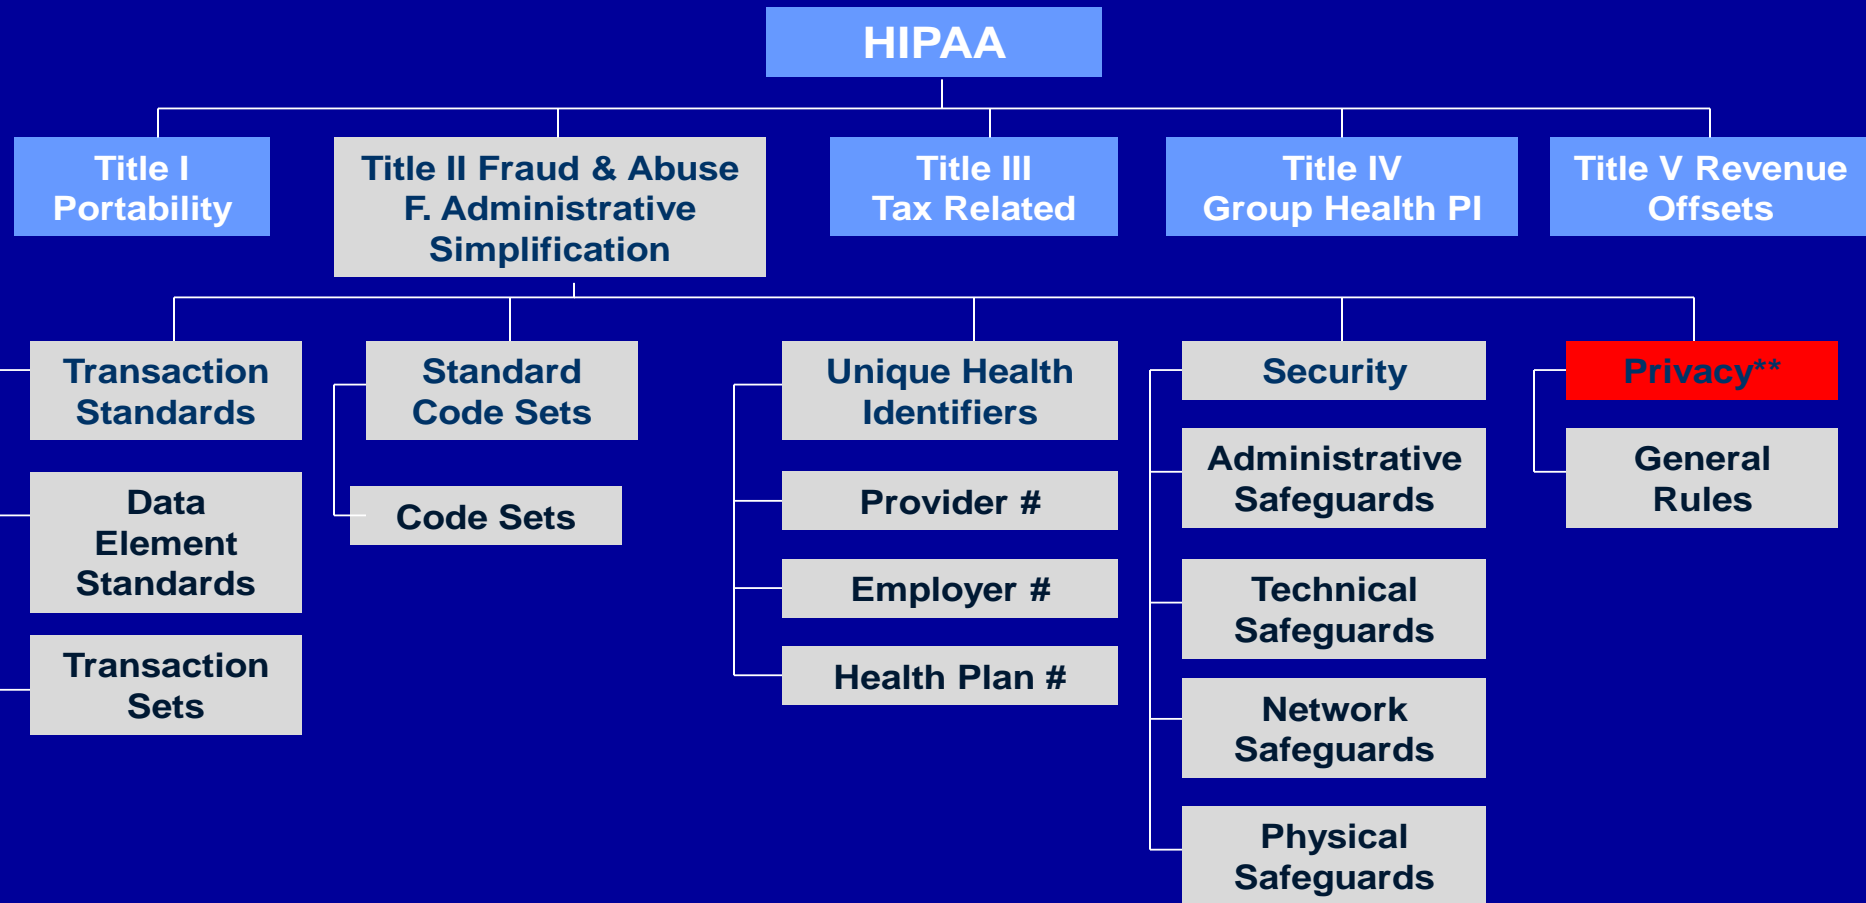 HIPAA
Title I
Portability
Title II Fraud & Abuse
F. Administrative
Simplification
Title III
Tax Related
Title IV
Group Health PI
Title V Revenue
Offsets
Transaction
Standards
Data
Element
Standards
Transaction
Sets
Standard
Code Sets
Code Sets
Unique Health
Identifiers
Provider #
Employer #
Health Plan #
Security
Administrative
Safeguards
Technical
Safeguards
Network
Safeguards
Physical
Safeguards
Privacy**
General
Rules